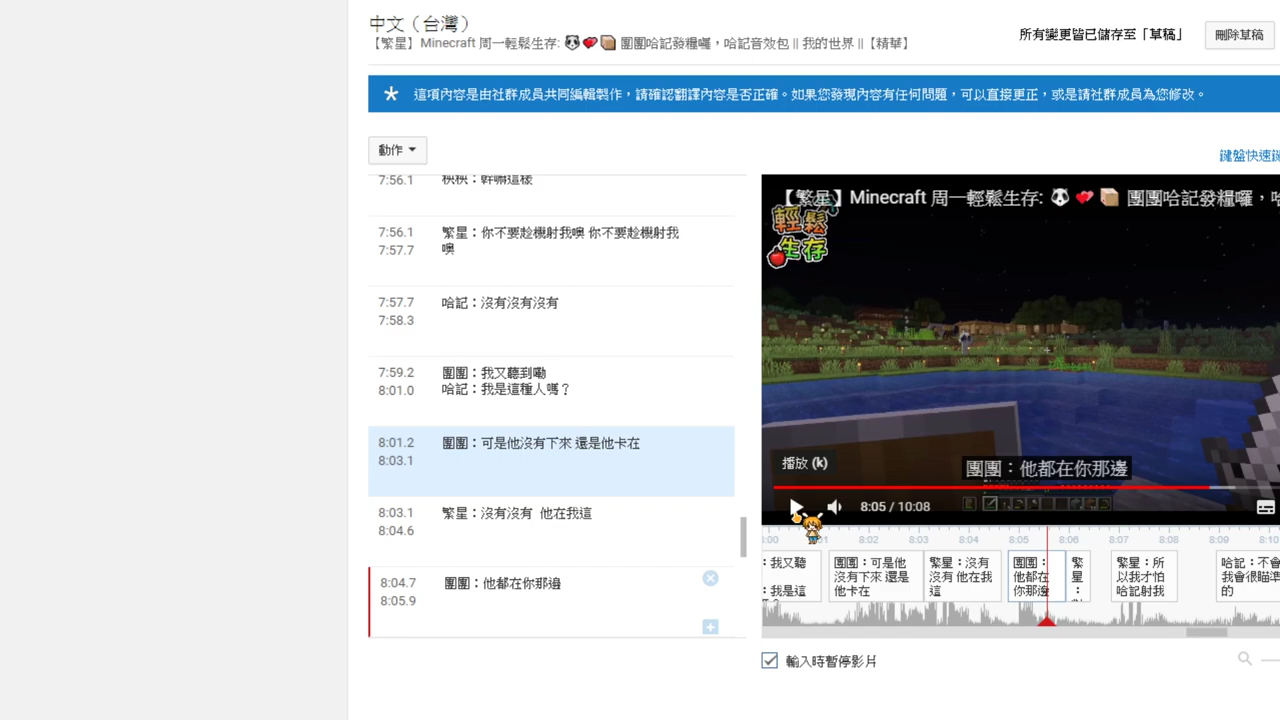 中文（台灣）
【繁星】Minecraft 周一輕鬆生存: 🐼❤📦 團團哈記發糧囉，哈記音效包 || 我的世界 ||【精華】
所有變更皆已儲存至「草稿」
刪除草稿
這項內容是由社群成員共同編輯製作，請確認翻譯內容是否正確。如果您發現內容有任何問題，可以直接更正，或是請社群成員為您修改。
動作
鍵盤快速鍵
7:56.1 秧秧：幹嘛這樣
7:56.1 繁星：你不要趁機射我噢 你不要趁機射我
7:57.7 噢
7:57.7 哈記：沒有沒有沒有
7:58.3
7:59.2 團團：我又聽到嘞
8:01.0 哈記：我是這種人嗎？
8:01.2 團團：可是他沒有下來 還是他卡在
8:03.1
8:03.1 繁星：沒有沒有 他在我這
8:04.6
8:04.7 團團：他都在你那邊
8:05.9
【繁星】Minecraft 周一輕鬆生存: 🐼❤📦 團團哈記發糧囉，哈
輕鬆
生存
播放 (k)
團團：他都在你那邊
8:05 / 10:08
8:02 8:03 8:04 8:05 8:06 8:07 8:08 8:09 8:10
：我又聽
：我是這
團團：可是他
沒有下來 還是
他卡在
繁星：沒有
沒有 他在我
這
團團：
他都在
你那邊
繁
星
：
繁星：所
以我才怕
哈記射我
哈記：不會
我會很瞄準
的
輸入時暫停影片